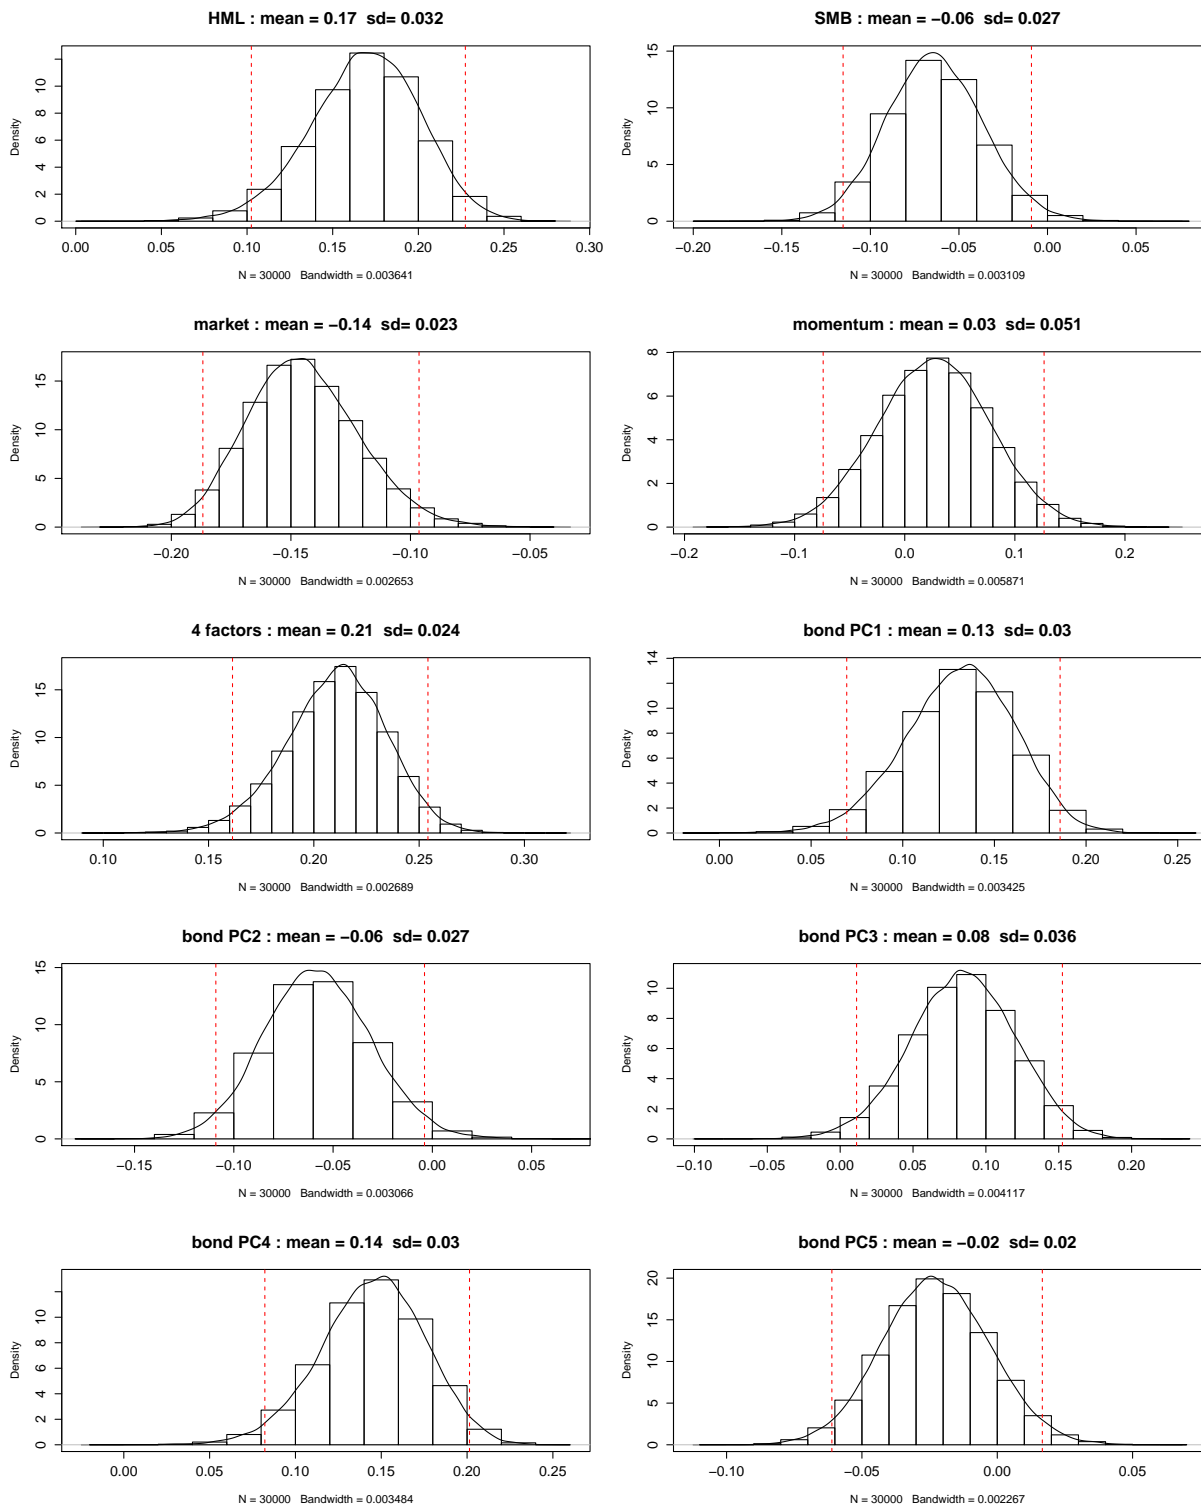 HML : mean = 0.17  sd= 0.032
Density
0 2 4 6 8 10
0.00 0.05 0.10 0.15 0.20 0.25 0.30
N = 30000   Bandwidth = 0.003641
SMB : mean = −0.06  sd= 0.027
Density
0 5 10 15
−0.20 −0.15 −0.10 −0.05 0.00 0.05
N = 30000   Bandwidth = 0.003109
market : mean = −0.14  sd= 0.023
Density
0 5 10 15
−0.20 −0.15 −0.10 −0.05
N = 30000   Bandwidth = 0.002653
momentum : mean = 0.03  sd= 0.051
Density
0 2 4 6 8
−0.2 −0.1 0.0 0.1 0.2
N = 30000   Bandwidth = 0.005871
4 factors : mean = 0.21  sd= 0.024
Density
0 5 10 15
0.10 0.15 0.20 0.25 0.30
N = 30000   Bandwidth = 0.002689
bond PC1 : mean = 0.13  sd= 0.03
Density
0 2 4 6 8 10 14
0.00 0.05 0.10 0.15 0.20 0.25
N = 30000   Bandwidth = 0.003425
bond PC2 : mean = −0.06  sd= 0.027
Density
0 5 10 15
−0.15 −0.10 −0.05 0.00 0.05
N = 30000   Bandwidth = 0.003066
bond PC3 : mean = 0.08  sd= 0.036
Density
0 2 4 6 8 10
−0.10 −0.05 0.00 0.05 0.10 0.15 0.20
N = 30000   Bandwidth = 0.004117
bond PC4 : mean = 0.14  sd= 0.03
Density
0 2 4 6 8 10
0.00 0.05 0.10 0.15 0.20 0.25
N = 30000   Bandwidth = 0.003484
bond PC5 : mean = −0.02  sd= 0.02
Density
0 5 10 15 20
−0.10 −0.05 0.00 0.05
N = 30000   Bandwidth = 0.002267